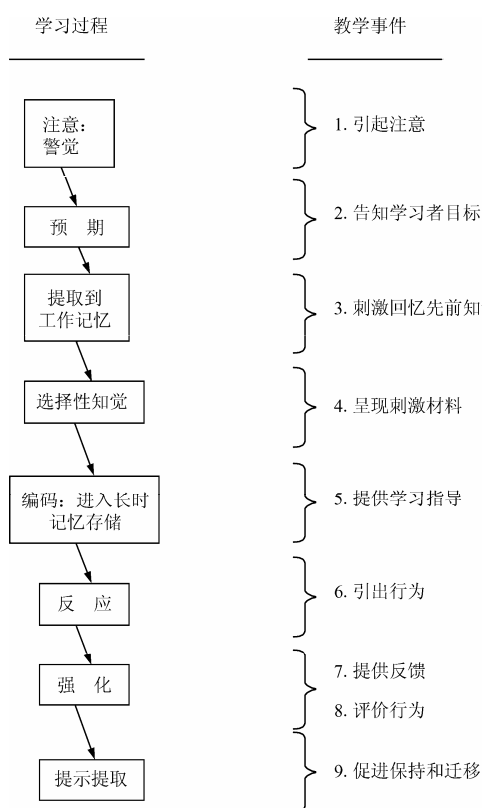 学习过程
教学事件
注意：
警觉
1. 引起注意
预 期
2. 告知学习者目标
提取到
工作记忆
3. 刺激回忆先前知
选择性知觉
4. 呈现刺激材料
编码：进入长时
记忆存储
5. 提供学习指导
反 应
6. 引出行为
强 化
7. 提供反馈
8. 评价行为
提示提取
9. 促进保持和迁移